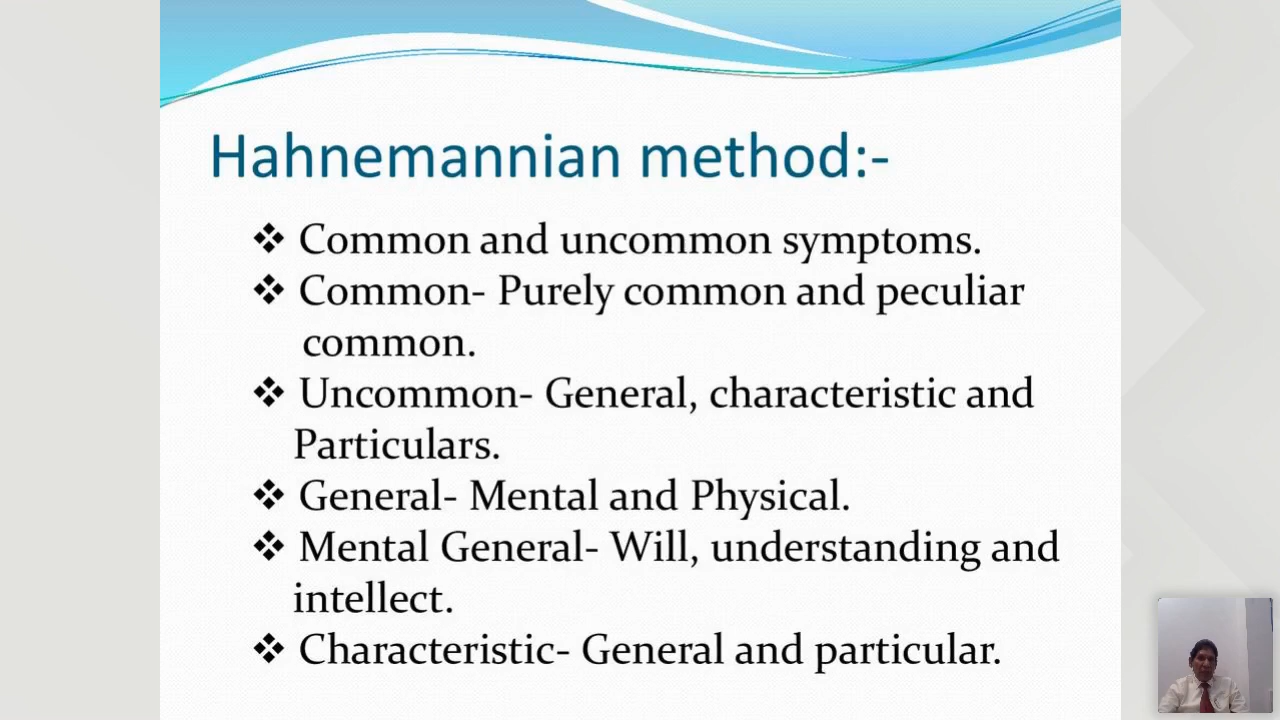 Hahnemannian method:-
❖ Common and uncommon symptoms.
❖ Common- Purely common and peculiar
common.
❖ Uncommon- General, characteristic and
Particulars.
❖ General- Mental and Physical.
❖ Mental General- Will, understanding and
intellect.
❖ Characteristic- General and particular.